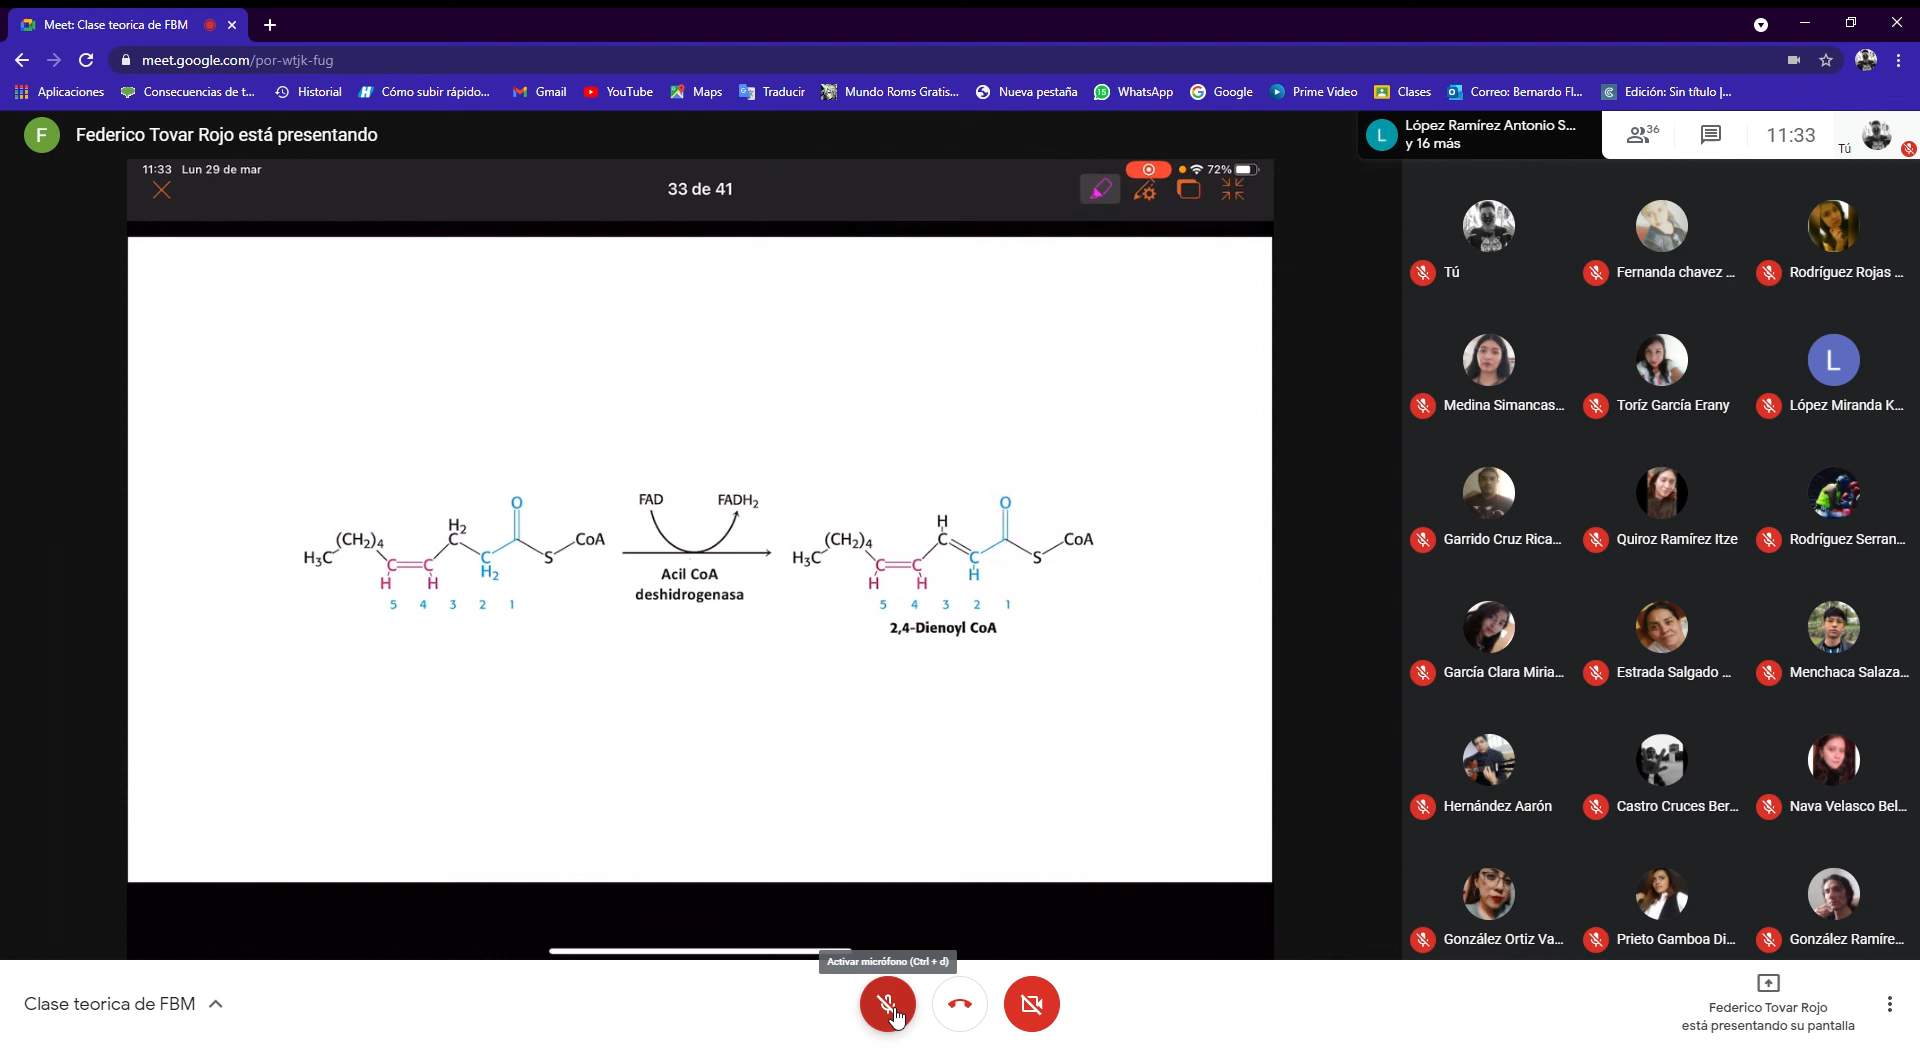 Meet: Clase teorica de FBM
meet.google.com/por-wtjk-fug
Aplicaciones Consecuencias de t... Historial Cómo subir rápido... Gmail YouTube Maps Traducir Mundo Roms Gratis... Nueva pestaña WhatsApp Google Prime Video Clases Correo: Bernardo Fl... Edición: Sin título |...
F Federico Tovar Rojo está presentando
L López Ramírez Antonio S...
y 16 más
36
11:33
Tú
11:33 Lun 29 de mar
72%
33 de 41
FAD FADH2
O O
H2 H
(CH2)4 C CoA (CH2)4 C CoA
H3C C C C S H3C C C C S
H H H2 H H H
Acil CoA
deshidrogenasa
5 4 3 2 1 5 4 3 2 1
2,4-Dienoyl CoA
Tú Fernanda chavez ... Rodríguez Rojas ...
L
Medina Simancas... Toríz García Erany López Miranda K...
Garrido Cruz Rica... Quiroz Ramírez Itze Rodríguez Serran...
García Clara Miria... Estrada Salgado ... Menchaca Salaza...
Hernández Aarón Castro Cruces Ber... Nava Velasco Bel...
González Ortiz Va... Prieto Gamboa Di... González Ramíre...
Activar micrófono (Ctrl + d)
Clase teorica de FBM
Federico Tovar Rojo
está presentando su pantalla